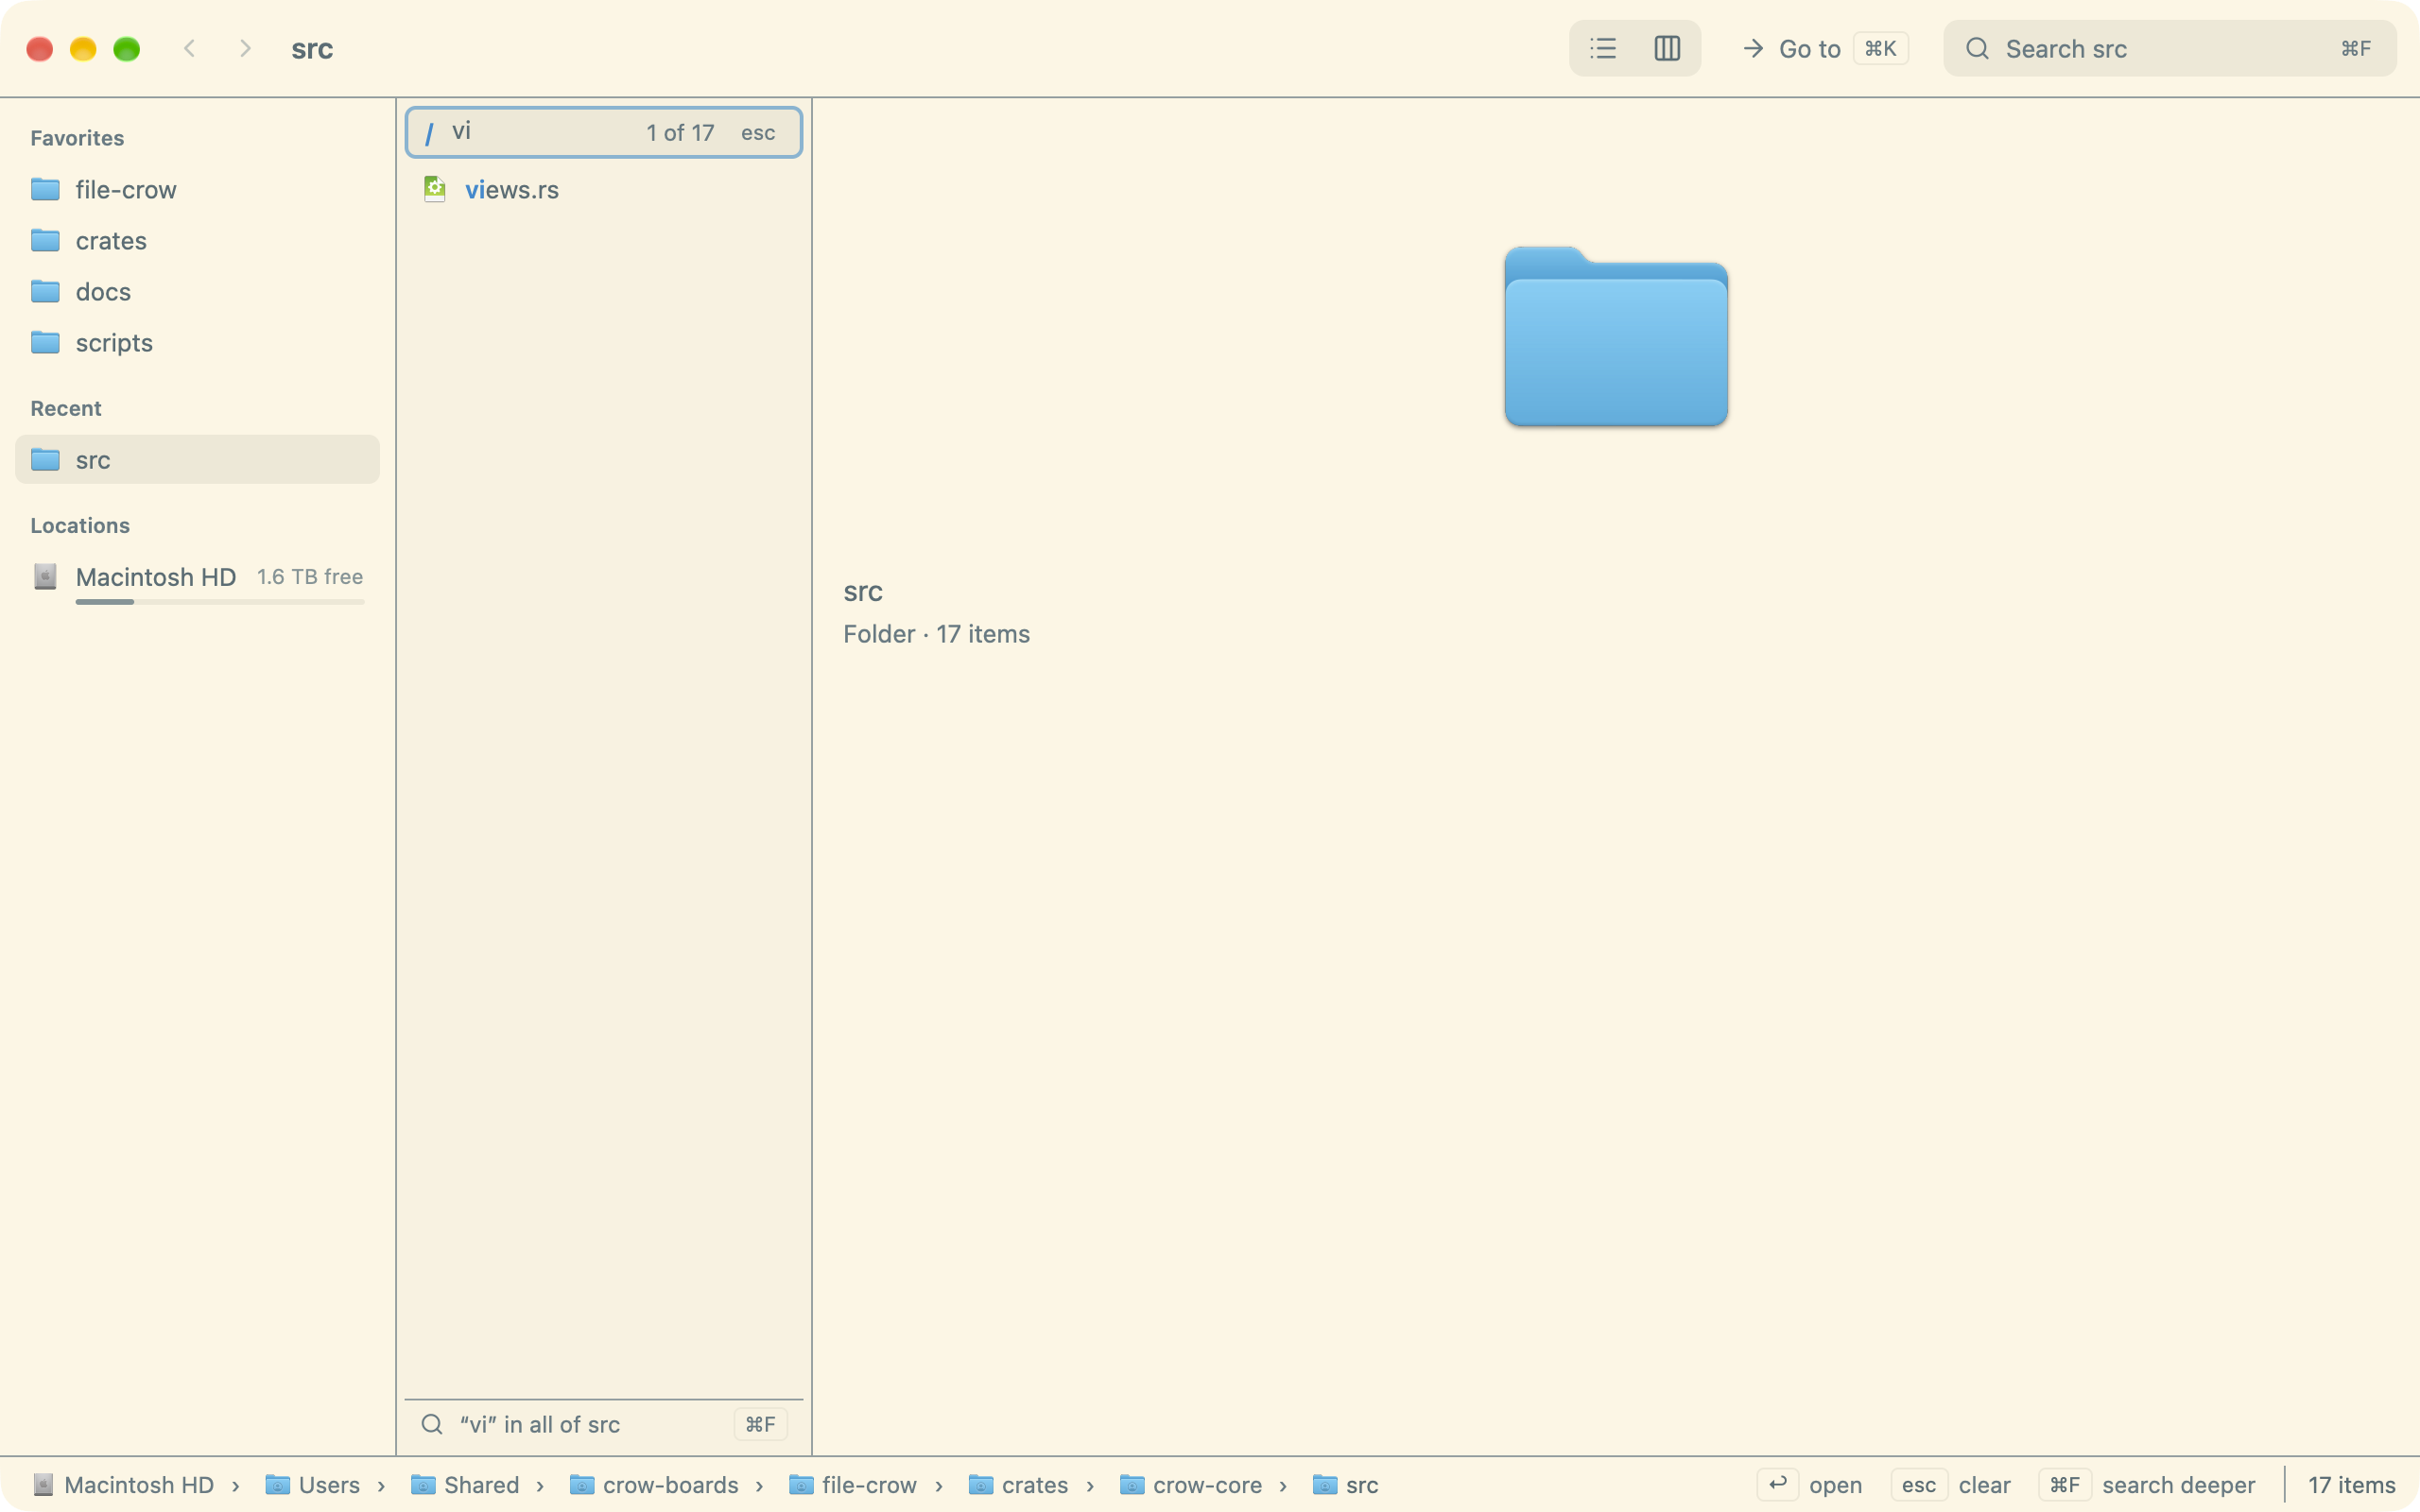 src
Go to ⌘K
Search src ⌘F
Favorites
file-crow
crates
docs
scripts
Recent
src
Locations
Macintosh HD 1.6 TB free
/ vi 1 of 17 esc
views.rs
“vi” in all of src ⌘F
src
Folder · 17 items
Macintosh HD › Users › Shared › crow-boards › file-crow › crates › crow-core › src
↩ open esc clear ⌘F search deeper 17 items